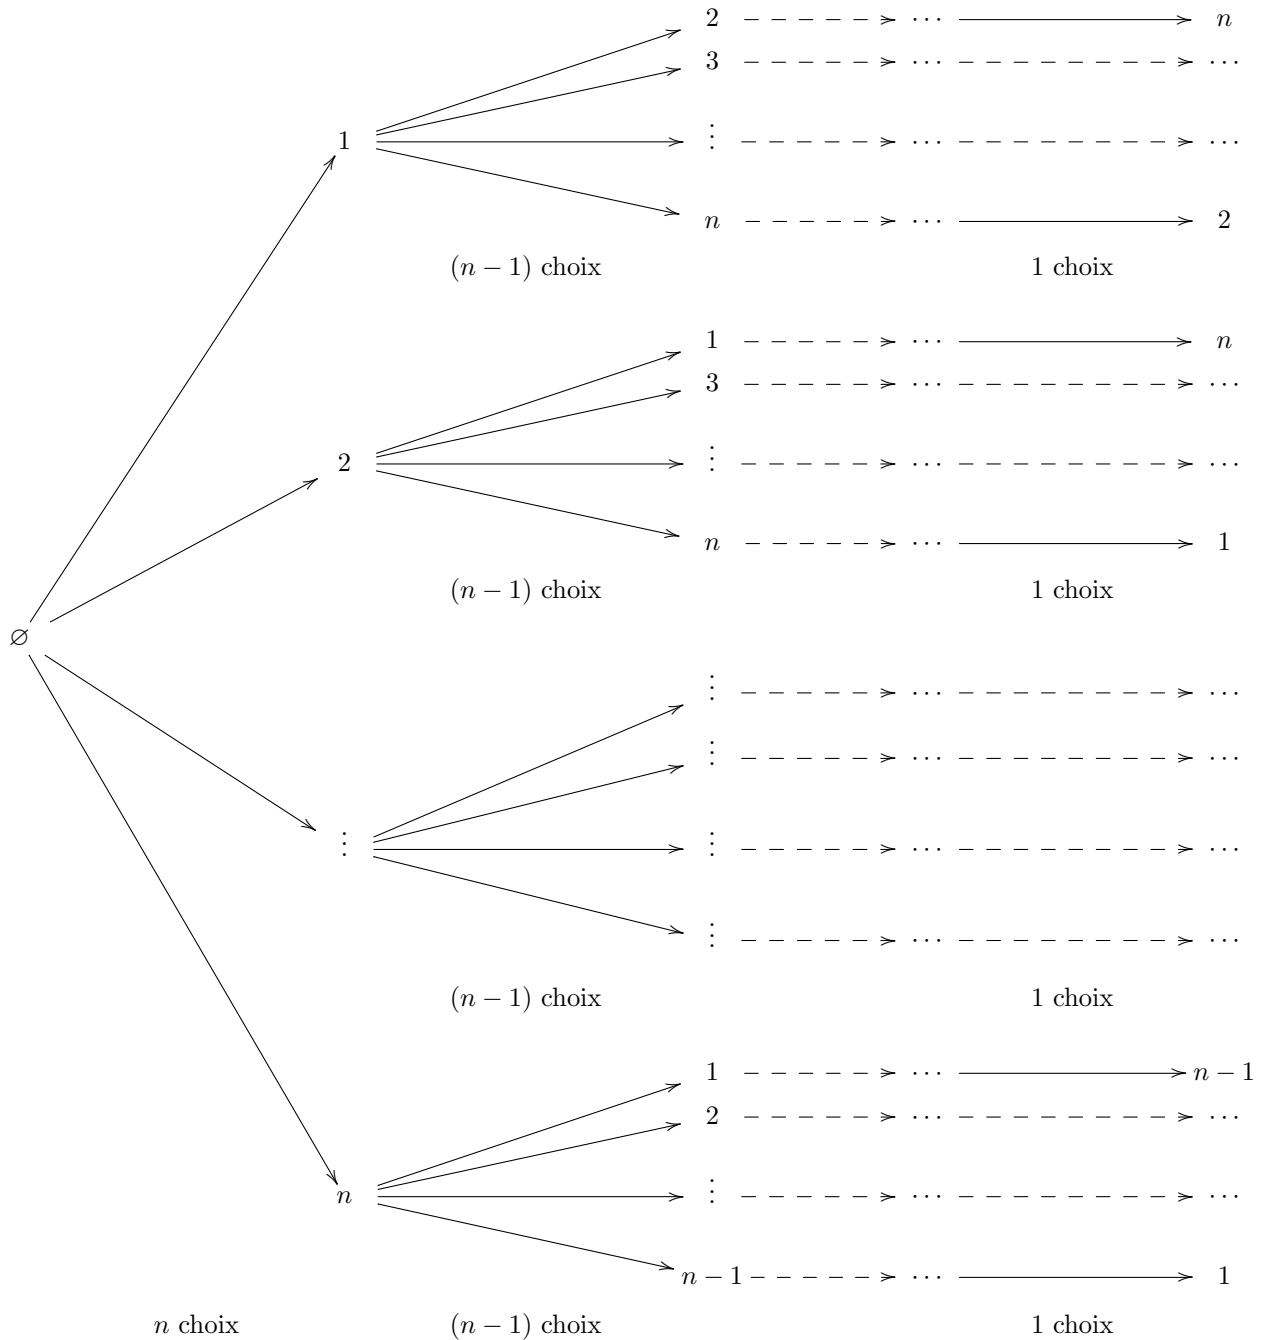 2 ⋯ n
3 ⋯ ⋯
1 ⋮ ⋯ ⋯
n ⋯ 2
(n − 1) choix 1 choix
1 ⋯ n
3 ⋯ ⋯
2 ⋮ ⋯ ⋯
n ⋯ 1
(n − 1) choix 1 choix
∅
⋮ ⋯ ⋯
⋮ ⋯ ⋯
⋮ ⋮ ⋯ ⋯
⋮ ⋯ ⋯
(n − 1) choix 1 choix
1 ⋯ n − 1
2 ⋯ ⋯
n ⋮ ⋯ ⋯
n − 1 ⋯ 1
n choix (n − 1) choix 1 choix